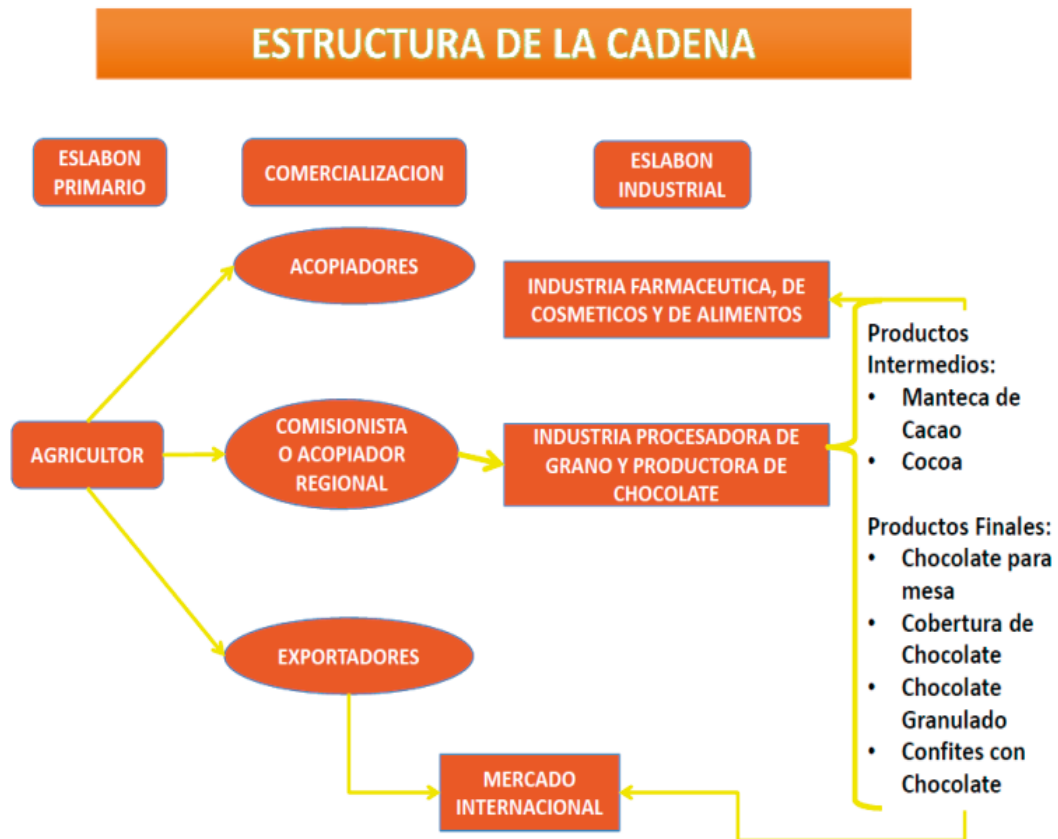 ESTRUCTURA DE LA CADENA
ESLABON
PRIMARIO
COMERCIALIZACION
ESLABON
INDUSTRIAL
ACOPIADORES
INDUSTRIA FARMACEUTICA, DE
COSMETICOS Y DE ALIMENTOS
AGRICULTOR
COMISIONISTA
O ACOPIADOR
REGIONAL
INDUSTRIA PROCESADORA DE
GRANO Y PRODUCTORA DE
CHOCOLATE
EXPORTADORES
MERCADO
INTERNACIONAL
Productos
Intermedios:
• Manteca de
Cacao
• Cocoa
Productos Finales:
• Chocolate para
mesa
• Cobertura de
Chocolate
• Chocolate
Granulado
• Confites con
Chocolate